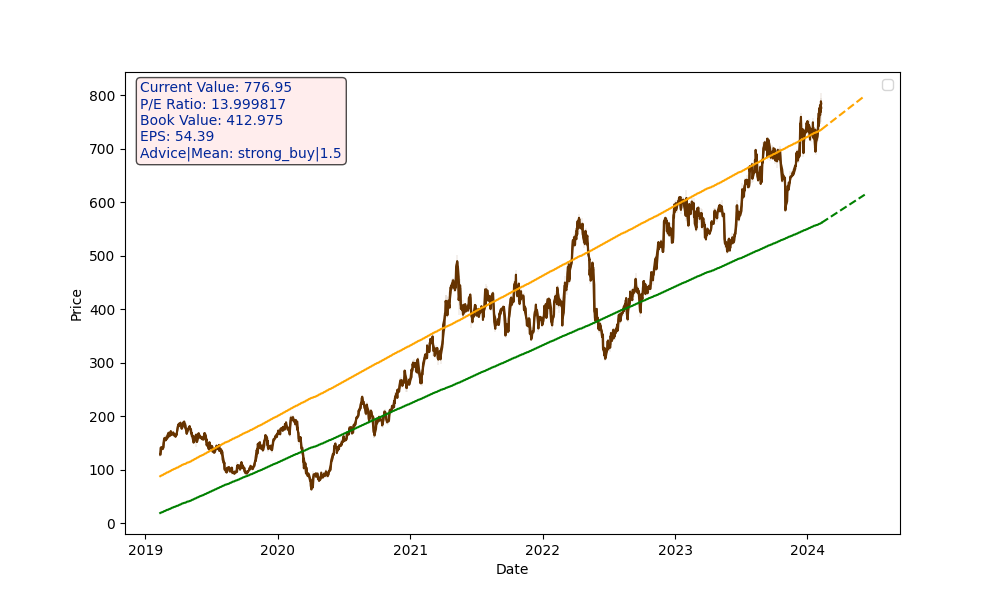 Current Value: 776.95
P/E Ratio: 13.999817
Book Value: 412.975
EPS: 54.39
Advice|Mean: strong_buy|1.5
800
700
600
500
400
300
200
100
0
Price
2019 2020 2021 2022 2023 2024
Date